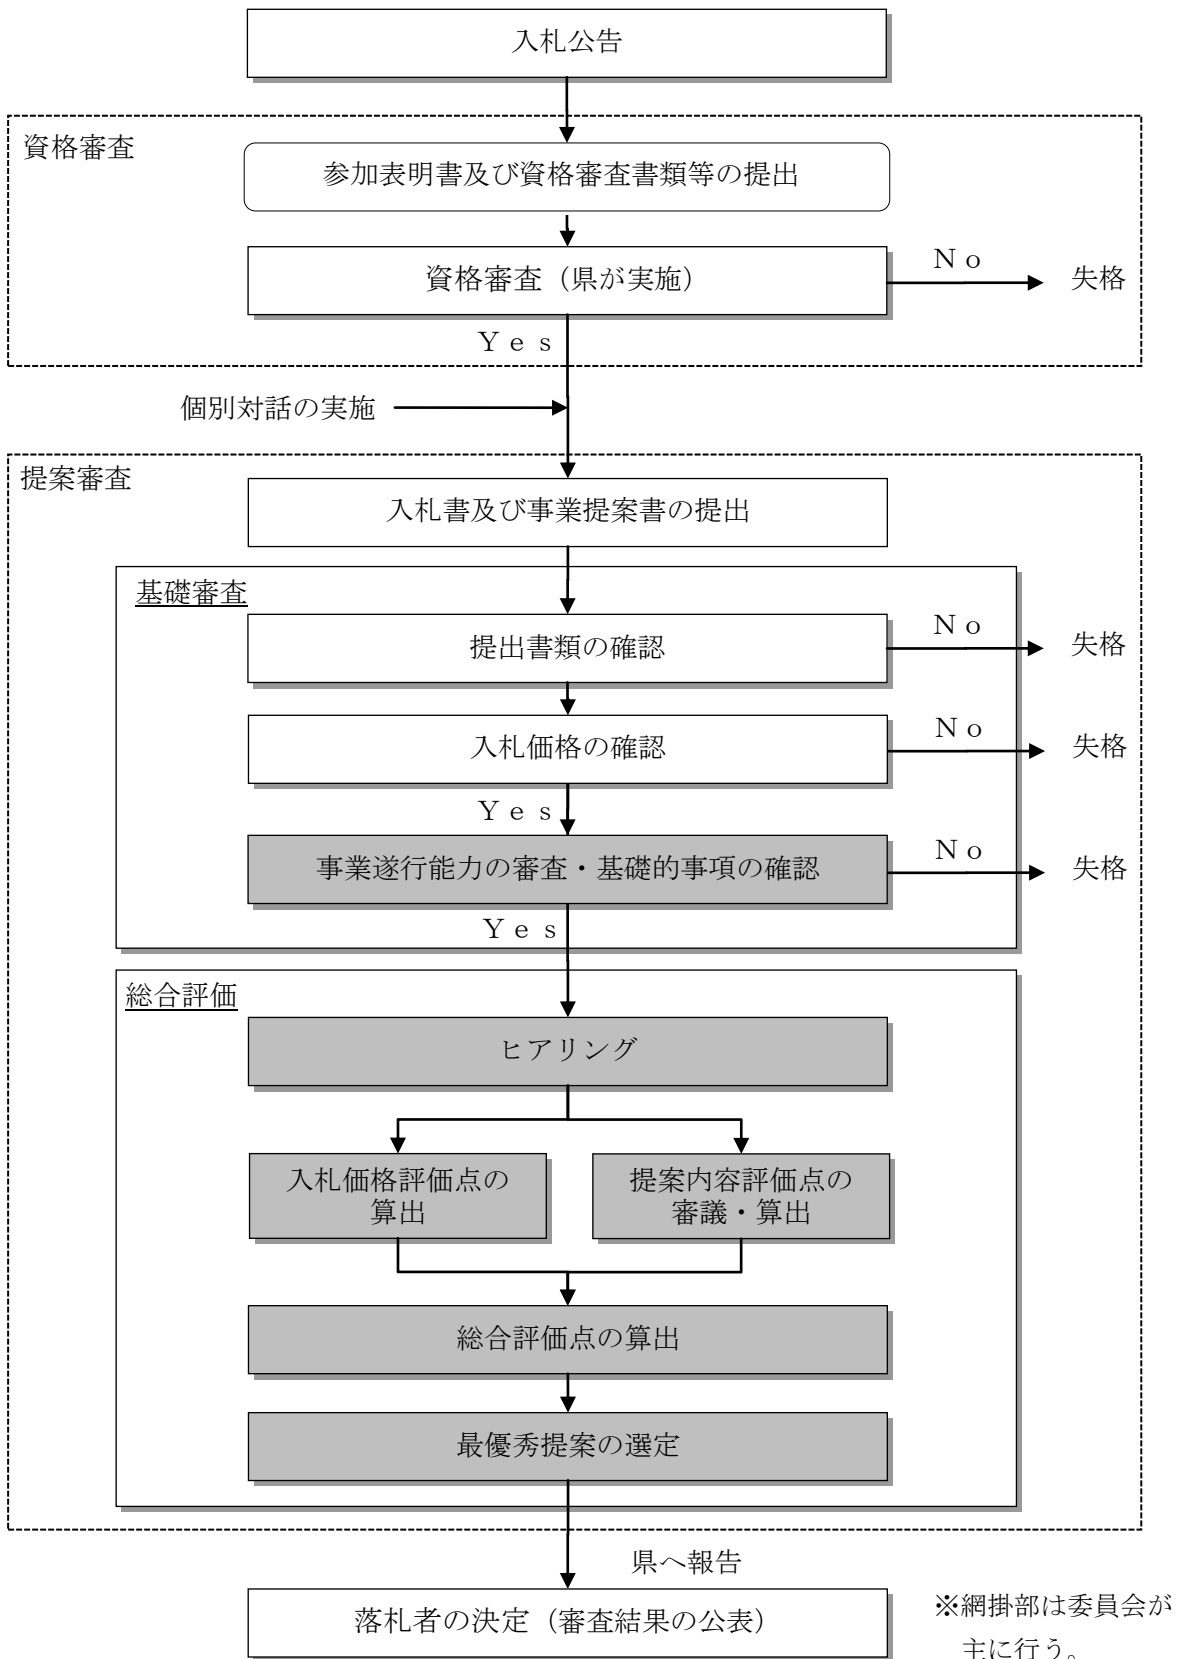 入札公告
資格審査
参加表明書及び資格審査書類等の提出
資格審査（県が実施）
Ｎｏ
失格
Ｙｅｓ
個別対話の実施
提案審査
入札書及び事業提案書の提出
基礎審査
提出書類の確認
Ｎｏ
失格
入札価格の確認
Ｎｏ
失格
Ｙｅｓ
事業遂行能力の審査・基礎的事項の確認
Ｎｏ
失格
Ｙｅｓ
総合評価
ヒアリング
入札価格評価点の
算出
提案内容評価点の
審議・算出
総合評価点の算出
最優秀提案の選定
県へ報告
落札者の決定（審査結果の公表）
※網掛部は委員会が
主に行う。